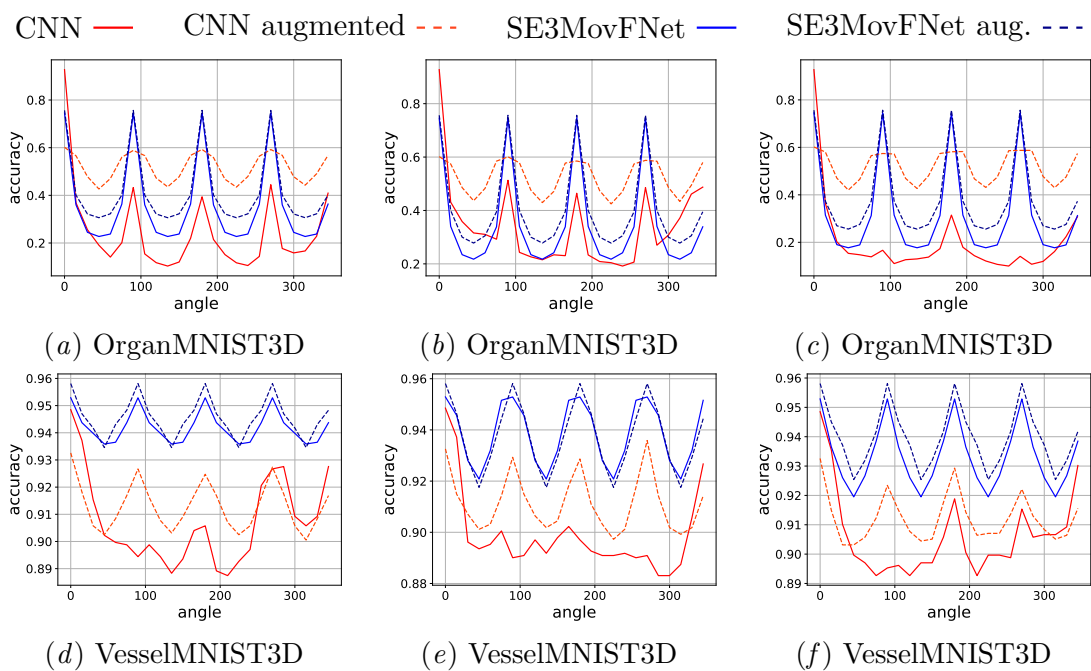 CNN CNN augmented SE3MovFNet SE3MovFNet aug.
0.8
0.6
0.4
0.2
accuracy
0 100 200 300
angle
(a) OrganMNIST3D
0.8
0.6
0.4
0.2
accuracy
0 100 200 300
angle
(b) OrganMNIST3D
0.8
0.6
0.4
0.2
accuracy
0 100 200 300
angle
(c) OrganMNIST3D
0.96
0.95
0.94
0.93
0.92
0.91
0.90
0.89
accuracy
0 100 200 300
angle
(d) VesselMNIST3D
0.96
0.94
0.92
0.90
0.88
accuracy
0 100 200 300
angle
(e) VesselMNIST3D
0.96
0.95
0.94
0.93
0.92
0.91
0.90
0.89
accuracy
0 100 200 300
angle
(f) VesselMNIST3D